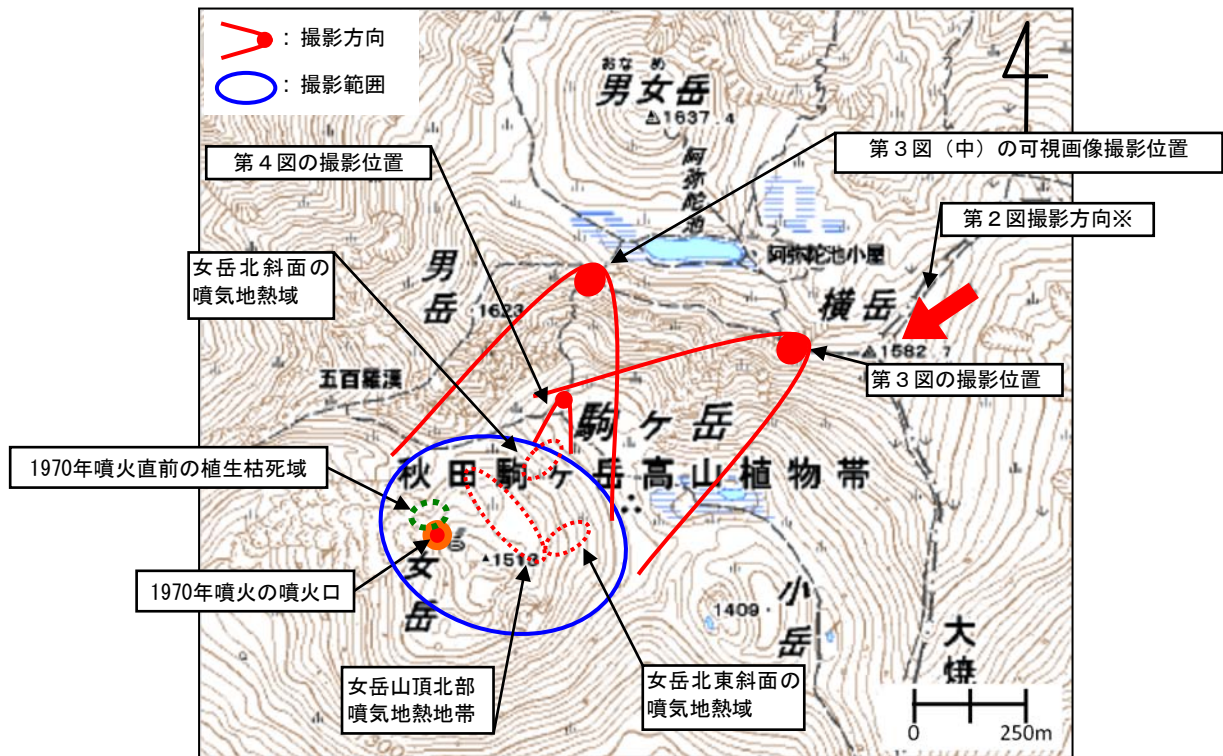 ：撮影方向
：撮影範囲
おなめ
男女岳
1637.4
第４図の撮影位置
第３図（中）の可視画像撮影位置
阿弥陀池
第２図撮影方向※
女岳北斜面の
噴気地熱域
男岳
1623
阿弥陀池小屋
横岳
1582.7
第３図の撮影位置
五百羅漢
駒ヶ岳
1970年噴火直前の植生枯死域
秋田駒ヶ岳高山植物帯
1513
1970年噴火の噴火口
女岳
1409
小岳
大焼
女岳山頂北部
噴気地熱地帯
女岳北東斜面の
噴気地熱域
0 250m
1300